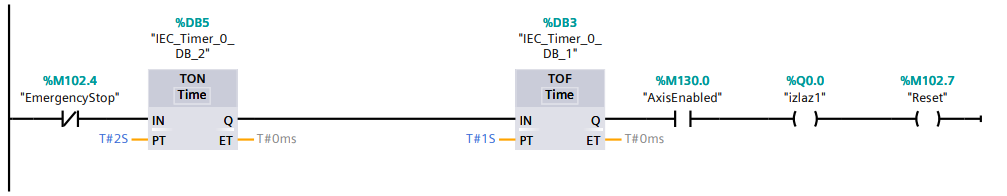 %DB5
"IEC_Timer_0_
DB_2"
%DB3
"IEC_Timer_0_
DB_1"
%M102.4
"EmergencyStop"
TON
Time
TOF
Time
%M130.0
"AxisEnabled"
%Q0.0
"izlaz1"
%M102.7
"Reset"
IN Q
T#2S PT ET T#0ms
IN Q
T#1S PT ET T#0ms